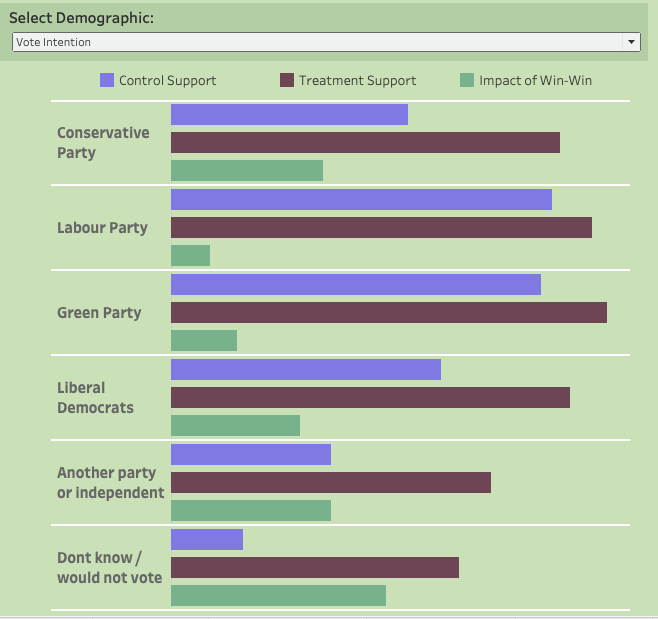 Select Demographic:
Vote Intention
Control Support Treatment Support Impact of Win-Win
Conservative
Party
Labour Party
Green Party
Liberal
Democrats
Another party
or independent
Dont know /
would not vote